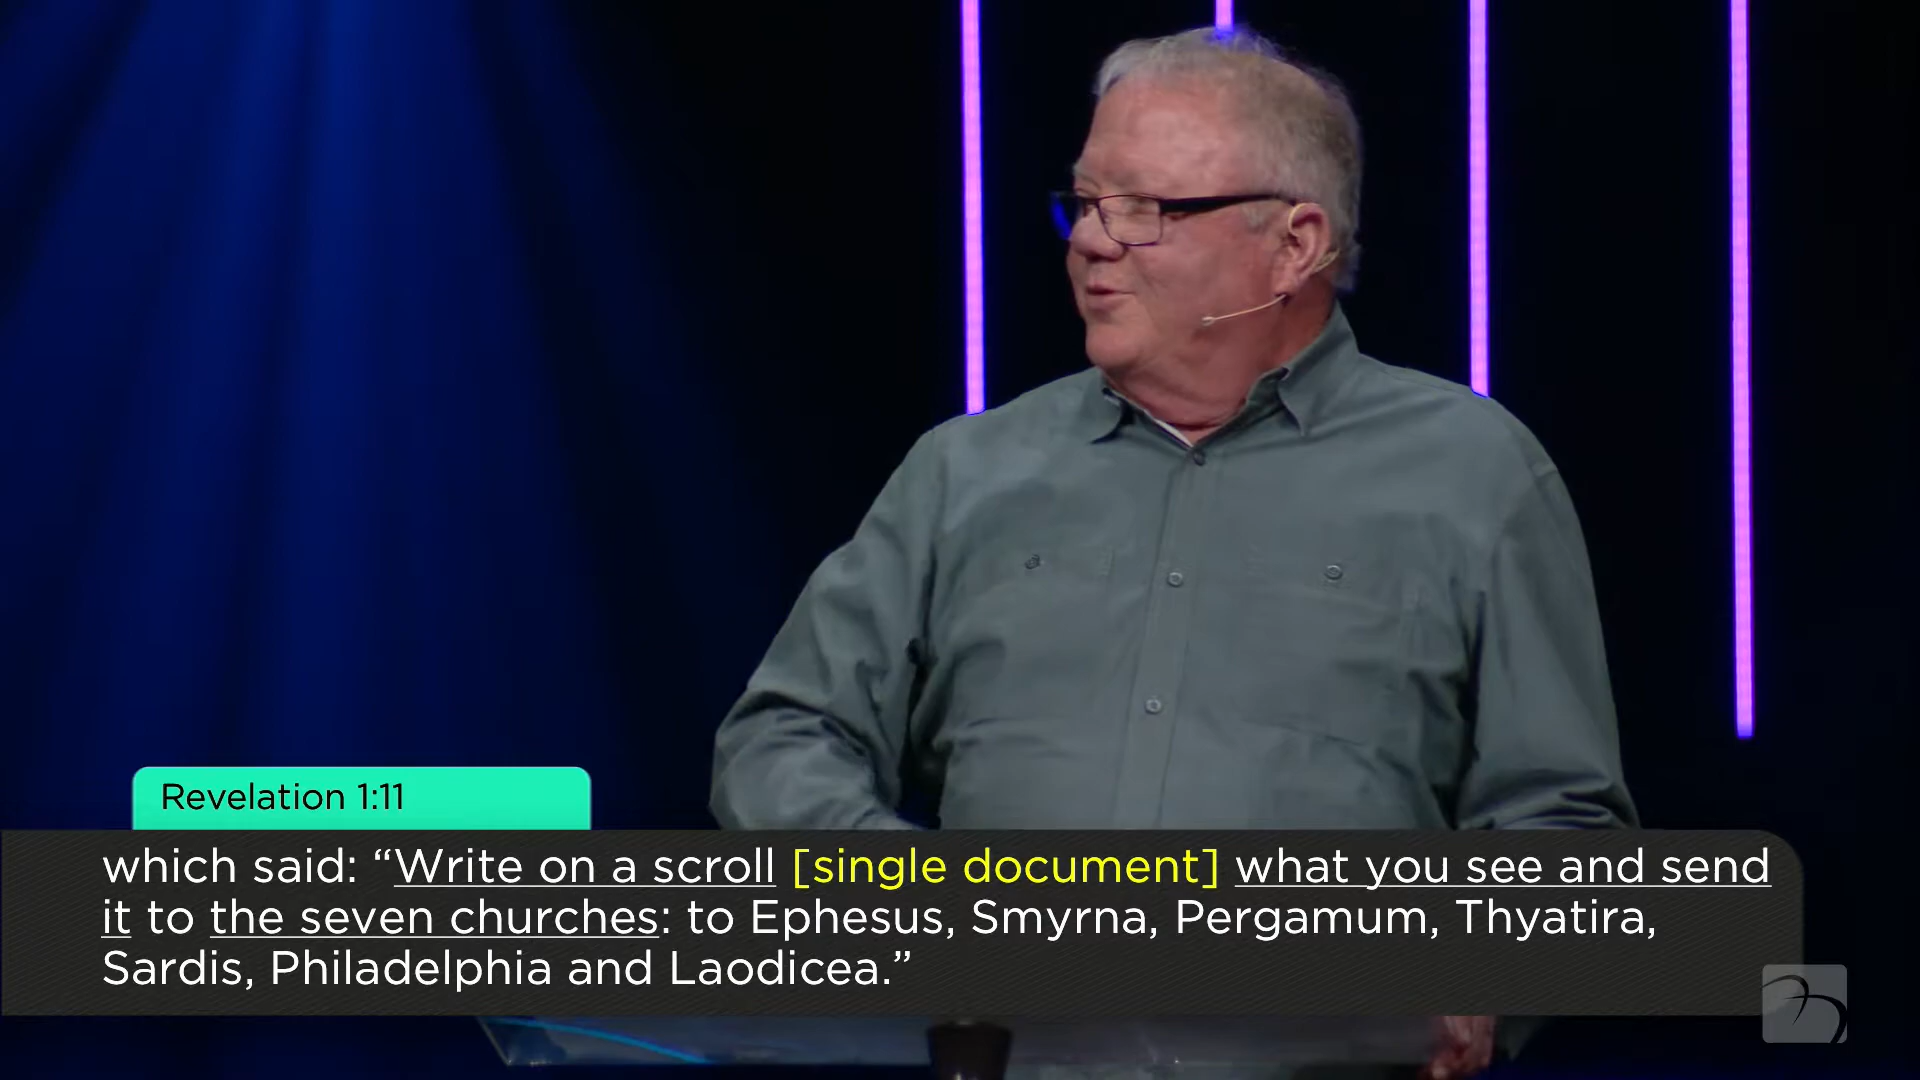 Revelation 1:11
which said: “Write on a scroll [single document] what you see and send
it to the seven churches: to Ephesus, Smyrna, Pergamum, Thyatira,
Sardis, Philadelphia and Laodicea.”